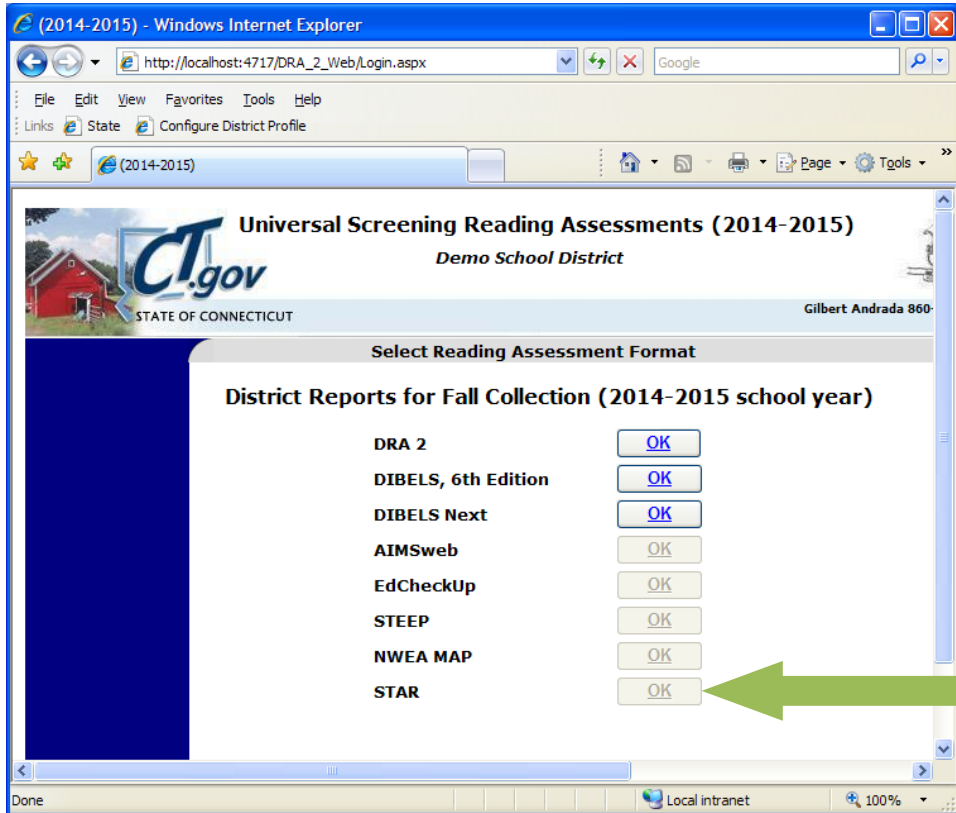 (2014-2015) - Windows Internet Explorer
http://localhost:4717/DRA_2_Web/Login.aspx
Google
File Edit View Favorites Tools Help
Links State Configure District Profile
(2014-2015)
Page Tools »
Universal Screening Reading Assessments (2014-2015)
Demo School District
CT.gov
STATE OF CONNECTICUT
Gilbert Andrada 860-
Select Reading Assessment Format
District Reports for Fall Collection (2014-2015 school year)
DRA 2 OK
DIBELS, 6th Edition OK
DIBELS Next OK
AIMSweb OK
EdCheckUp OK
STEEP OK
NWEA MAP OK
STAR OK
Done Local intranet 100%